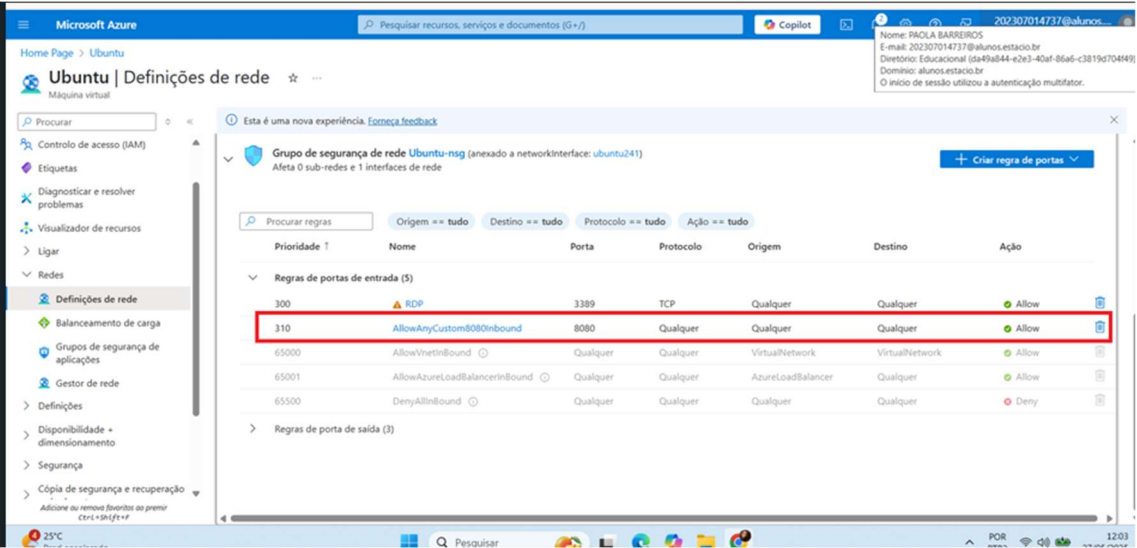 Microsoft Azure
Pesquisar recursos, serviços e documentos (G+/)
Copilot
2
202307014737@alunos....
Nome: PAOLA BARREIROS
E-mail: 202307014737@alunos.estacio.br
Diretório: Educacional (da49a844-e2e3-40af-86a6-c3819d704f49)
Domínio: alunos.estacio.br
O início de sessão utilizou a autenticação multifator.
Home Page > Ubuntu
Ubuntu | Definições de rede ☆ ...
Máquina virtual
Procurar
Esta é uma nova experiência. Forneça feedback
Controlo de acesso (IAM)
Etiquetas
Diagnosticar e resolver
problemas
Visualizador de recursos
Ligar
Redes
Definições de rede
Balanceamento de carga
Grupos de segurança de
aplicações
Gestor de rede
Definições
Disponibilidade +
dimensionamento
Segurança
Cópia de segurança e recuperação
Adicione ou remova favoritos ao premir
Ctrl+Shift+F
Grupo de segurança de rede Ubuntu-nsg (anexado a networkInterface: ubuntu241)
Afeta 0 sub-redes e 1 interfaces de rede
+ Criar regra de portas
Procurar regras
Origem == tudo Destino == tudo Protocolo == tudo Ação == tudo
Prioridade ↑ Nome Porta Protocolo Origem Destino Ação
Regras de portas de entrada (5)
300 RDP 3389 TCP Qualquer Qualquer Allow
310 AllowAnyCustom8080Inbound 8080 Qualquer Qualquer Qualquer Allow
65000 AllowVnetInBound Qualquer Qualquer VirtualNetwork VirtualNetwork Allow
65001 AllowAzureLoadBalancerInBound Qualquer Qualquer AzureLoadBalancer Qualquer Allow
65500 DenyAllInBound Qualquer Qualquer Qualquer Qualquer Deny
Regras de porta de saída (3)
4
25°C
Pesquisar
POR
12:03